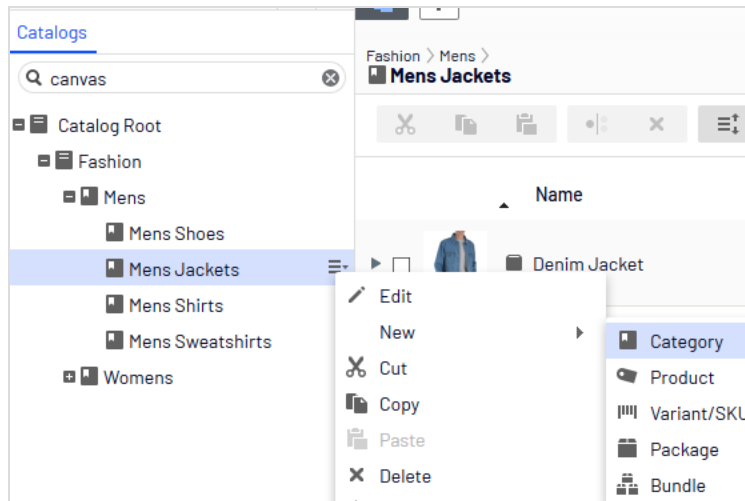 Catalogs
canvas
Catalog Root
Fashion
Mens
Mens Shoes
Mens Jackets
Mens Shirts
Mens Sweatshirts
Womens
Fashion > Mens >
Mens Jackets
Name
Denim Jacket
Edit
New
Cut
Copy
Paste
Delete
Category
Product
Variant/SKU
Package
Bundle